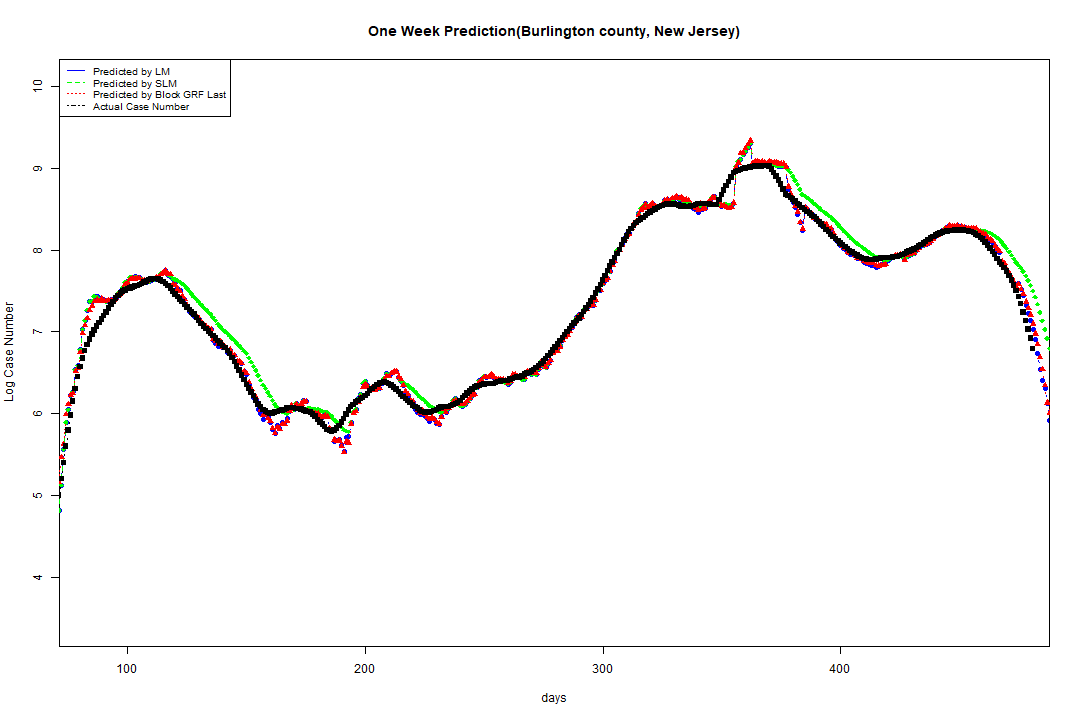 One Week Prediction(Burlington county, New Jersey)
Predicted by LM
Predicted by SLM
Predicted by Block GRF Last
Actual Case Number
10
9
8
7
6
5
4
Log Case Number
100 200 300 400
days